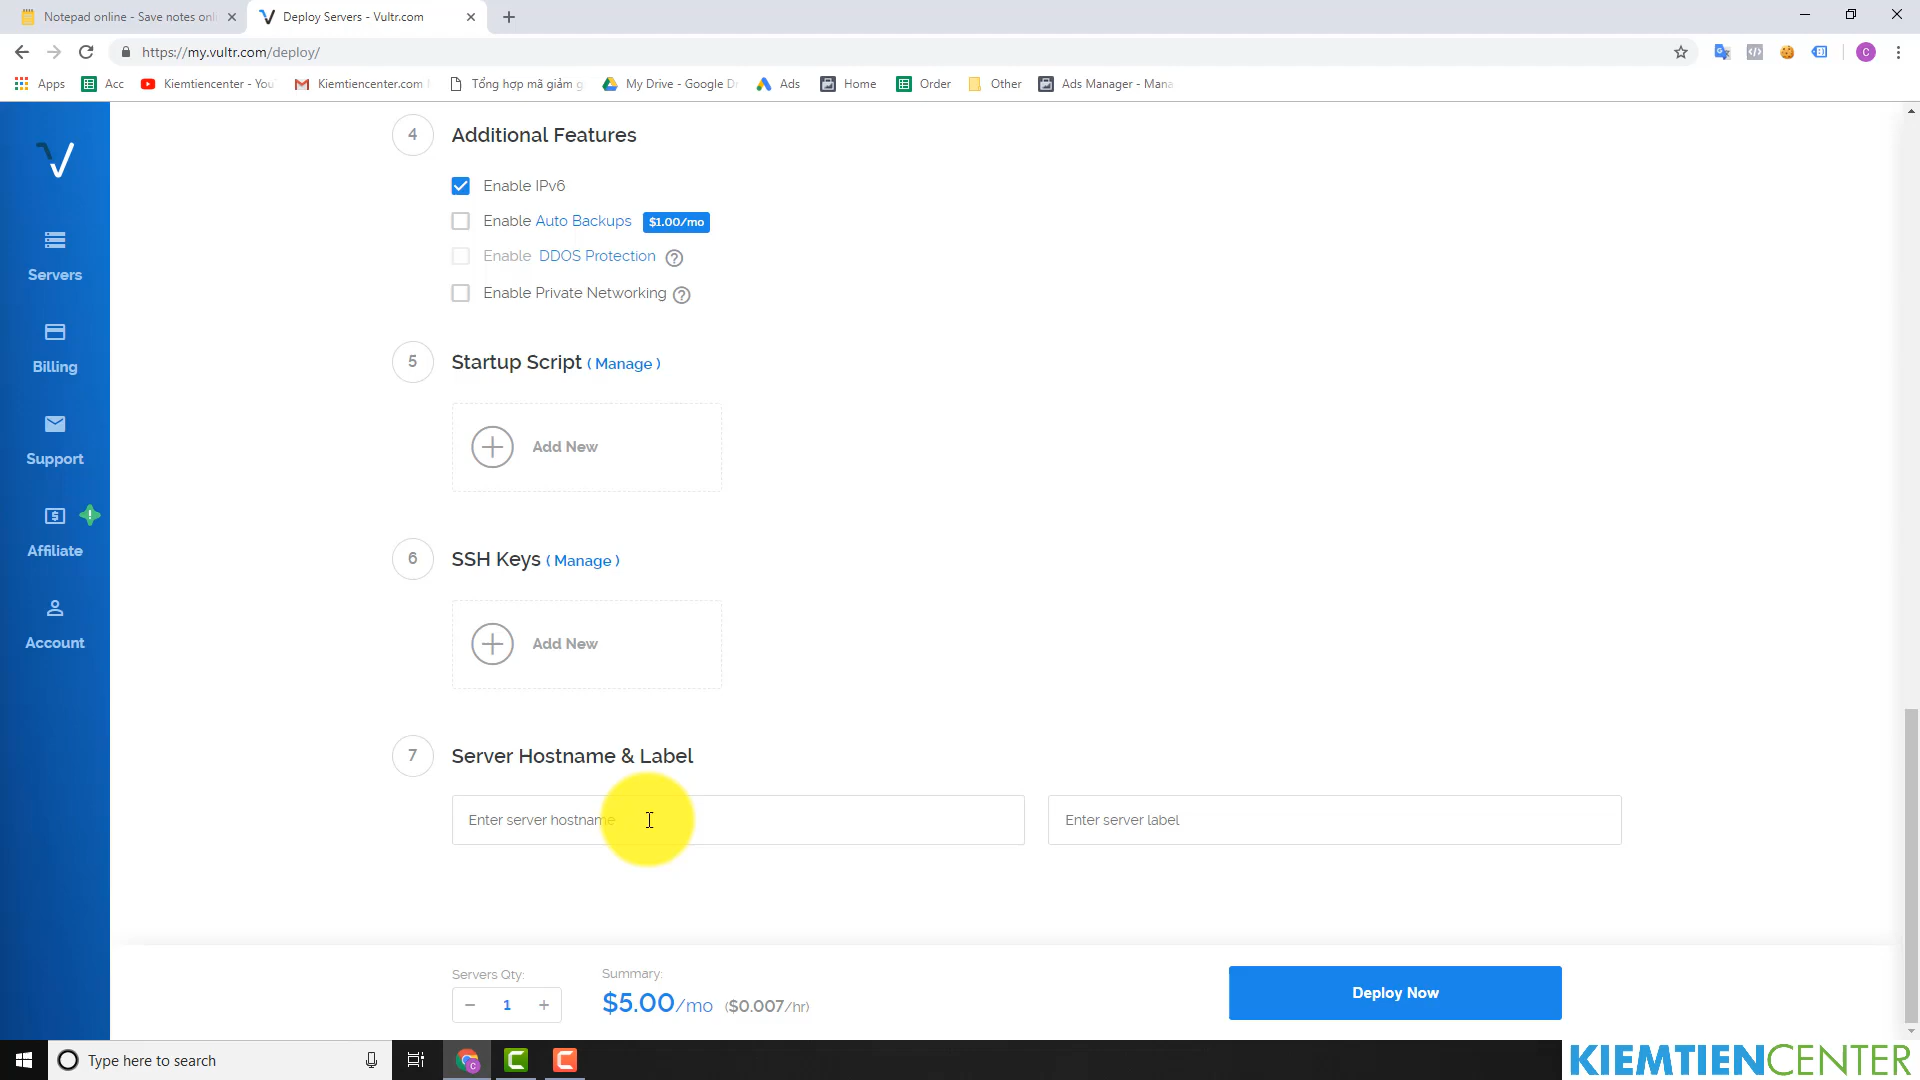 Notepad online - Save notes onli
Deploy Servers - Vultr.com
https://my.vultr.com/deploy/
C
Apps
Acc
Kiemtiencenter - You
Kiemtiencenter.com
Tổng hợp mã giảm g
My Drive - Google Dr
Ads
Home
Order
Other
Ads Manager - Mana
Servers
Billing
Support
Affiliate
Account
4
Additional Features
Enable IPv6
Enable Auto Backups $1.00/mo
Enable DDOS Protection ?
Enable Private Networking ?
5
Startup Script ( Manage )
Add New
6
SSH Keys ( Manage )
Add New
7
Server Hostname & Label
Enter server hostname
Enter server label
Servers Qty:
− 1 +
Summary:
$5.00/mo ($0.007/hr)
Deploy Now
Type here to search
KIEMTIENCENTER